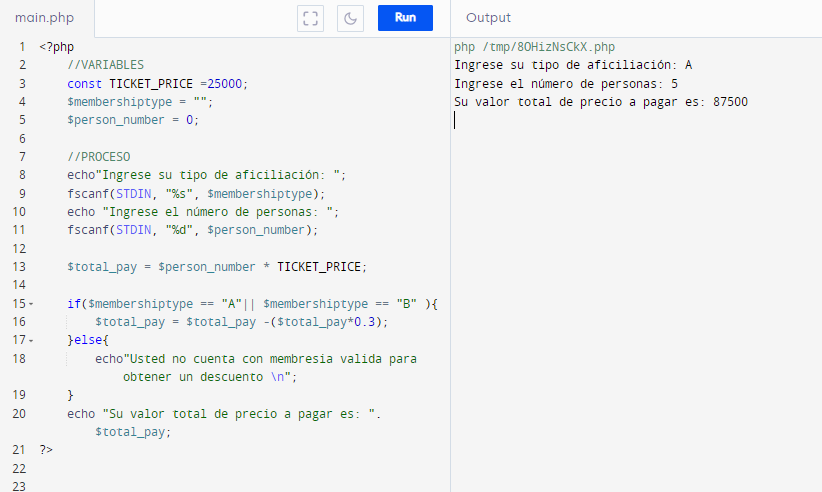 main.php
Run
Output
1 <?php
2 //VARIABLES
3 const TICKET_PRICE =25000;
4 $membershiptype = "";
5 $person_number = 0;
6
7 //PROCESO
8 echo"Ingrese su tipo de aficiliación: ";
9 fscanf(STDIN, "%s", $membershiptype);
10 echo "Ingrese el número de personas: ";
11 fscanf(STDIN, "%d", $person_number);
12
13 $total_pay = $person_number * TICKET_PRICE;
14
15 if($membershiptype == "A"|| $membershiptype == "B" ){
16 $total_pay = $total_pay -($total_pay*0.3);
17 }else{
18 echo"Usted no cuenta con membresia valida para
obtener un descuento \n";
19 }
20 echo "Su valor total de precio a pagar es: ".
$total_pay;
21 ?>
22
23
php /tmp/8OHizNsCkX.php
Ingrese su tipo de aficiliación: A
Ingrese el número de personas: 5
Su valor total de precio a pagar es: 87500